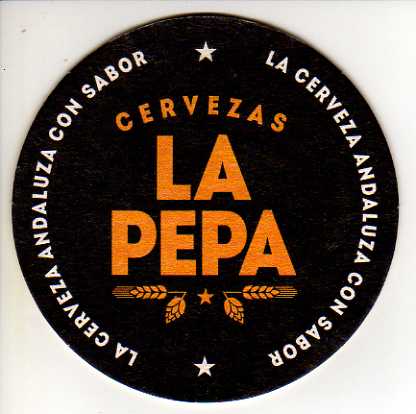 LA CERVEZA ANDALUZA CON SABOR
LA CERVEZA ANDALUZA CON SABOR
CERVEZAS
LA
PEPA